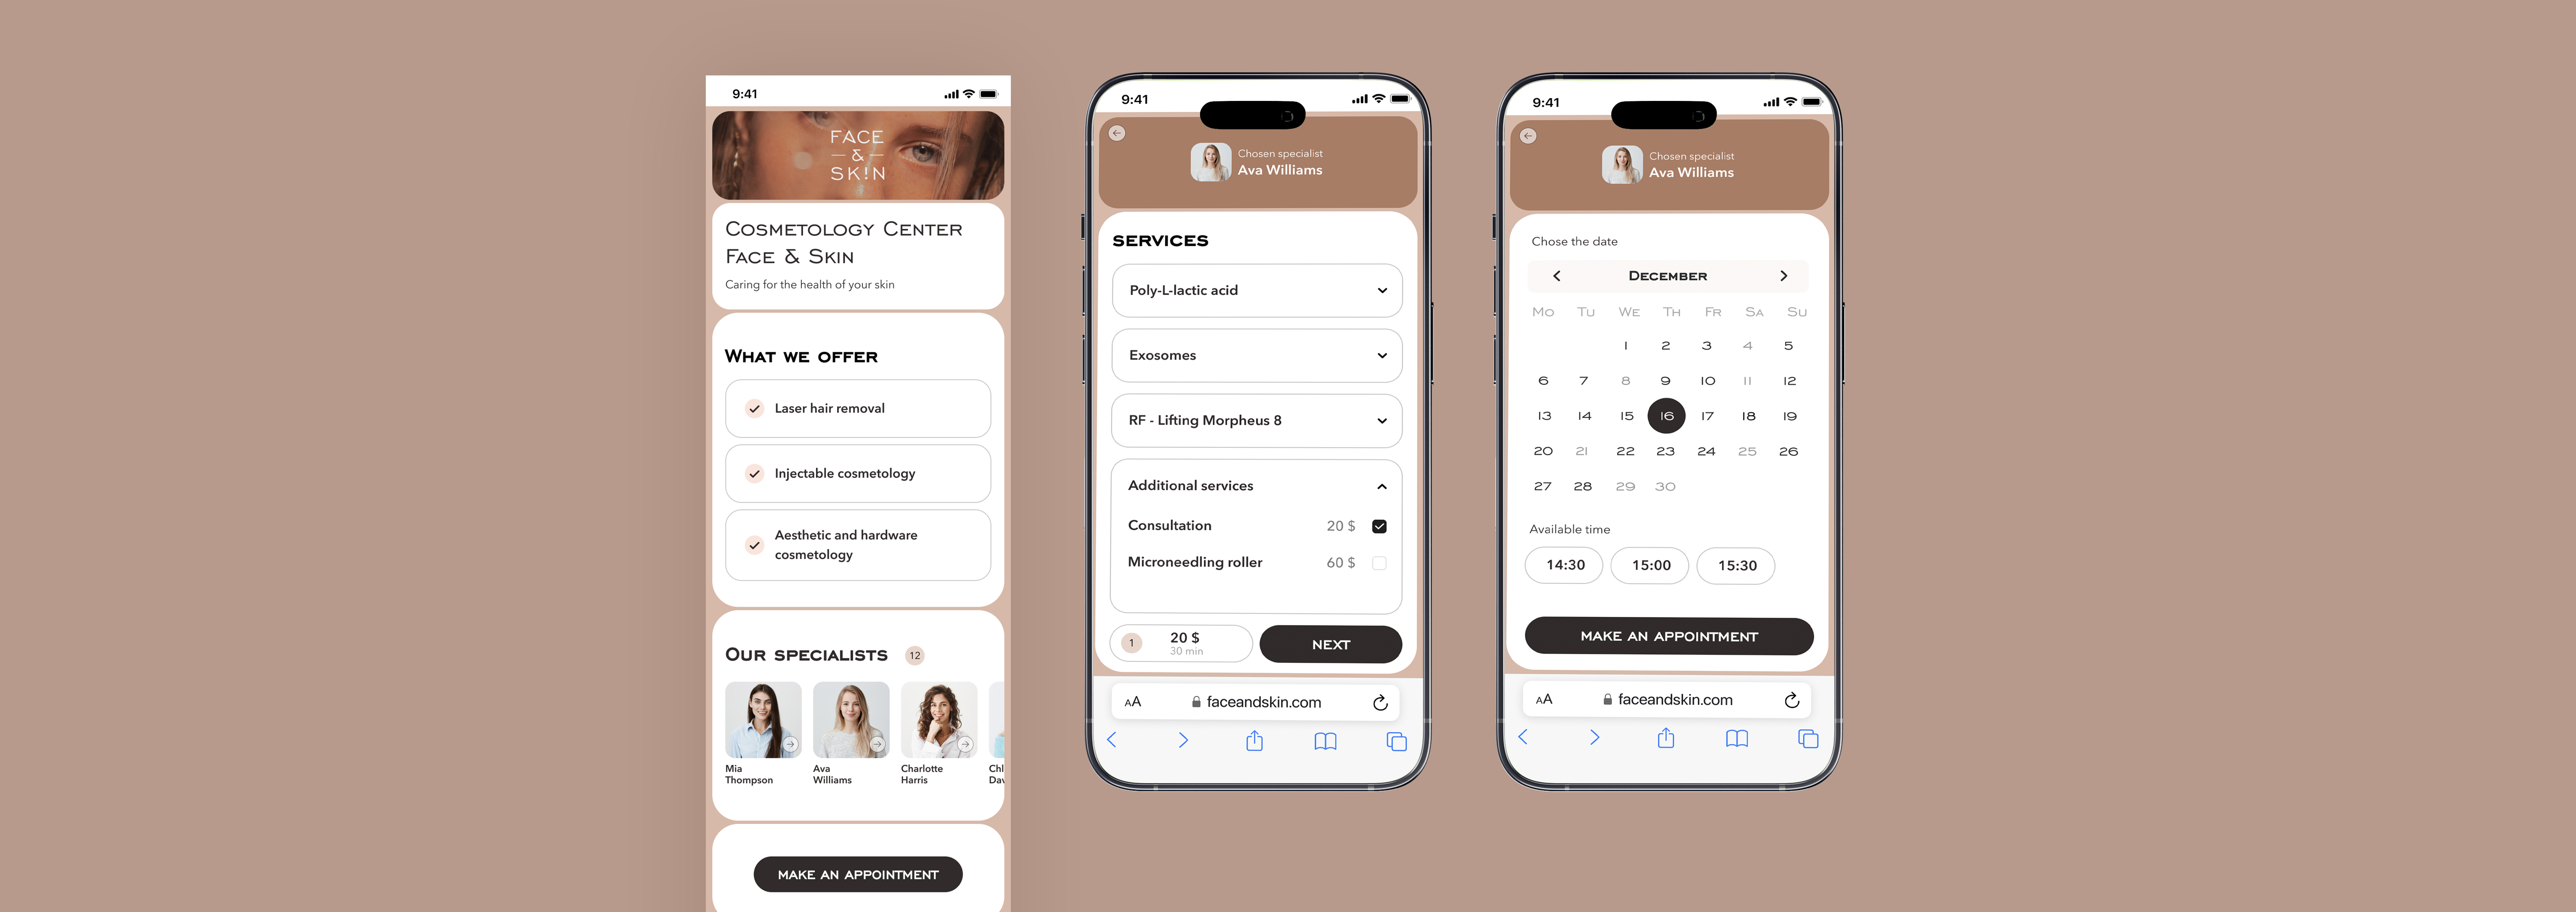 9:41
FACE
&
SK!N
Cosmetology Center
Face & Skin
Caring for the health of your skin
What we offer
Laser hair removal
Injectable cosmetology
Aesthetic and hardware
cosmetology
Our specialists 12
Mia Ava Charlotte Chl
Thompson Williams Harris Dav
MAKE AN APPOINTMENT
9:41
Chosen specialist
Ava Williams
SERVICES
Poly-L-lactic acid
Exosomes
RF - Lifting Morpheus 8
Additional services
Consultation 20 $
Microneedling roller 60 $
1 20 $
30 min
NEXT
AA faceandskin.com
9:41
Chosen specialist
Ava Williams
Chose the date
December
Mo Tu We Th Fr Sa Su
1 2 3 4 5
6 7 8 9 10 11 12
13 14 15 16 17 18 19
20 21 22 23 24 25 26
27 28 29 30
Available time
14:30 15:00 15:30
MAKE AN APPOINTMENT
AA faceandskin.com